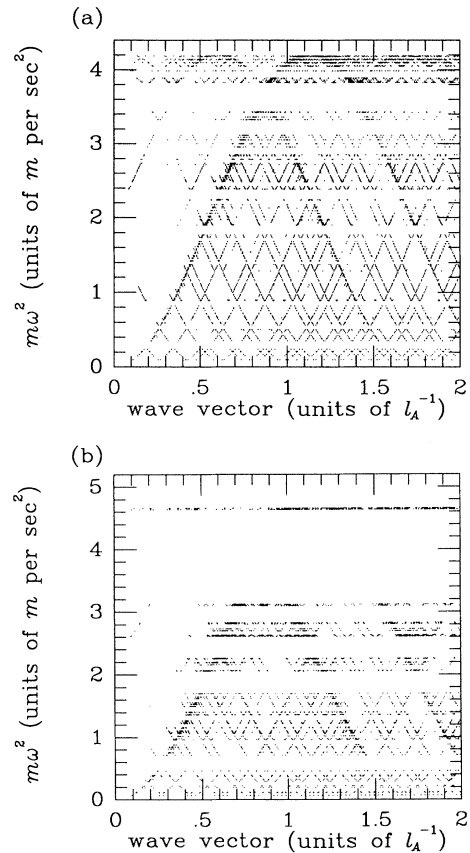 (a)
4
3
2
1
0
mω² (units of m per sec²)
0 .5 1 1.5 2
wave vector (units of l_A⁻¹)
(b)
5
4
3
2
1
0
mω² (units of m per sec²)
0 .5 1 1.5 2
wave vector (units of l_A⁻¹)